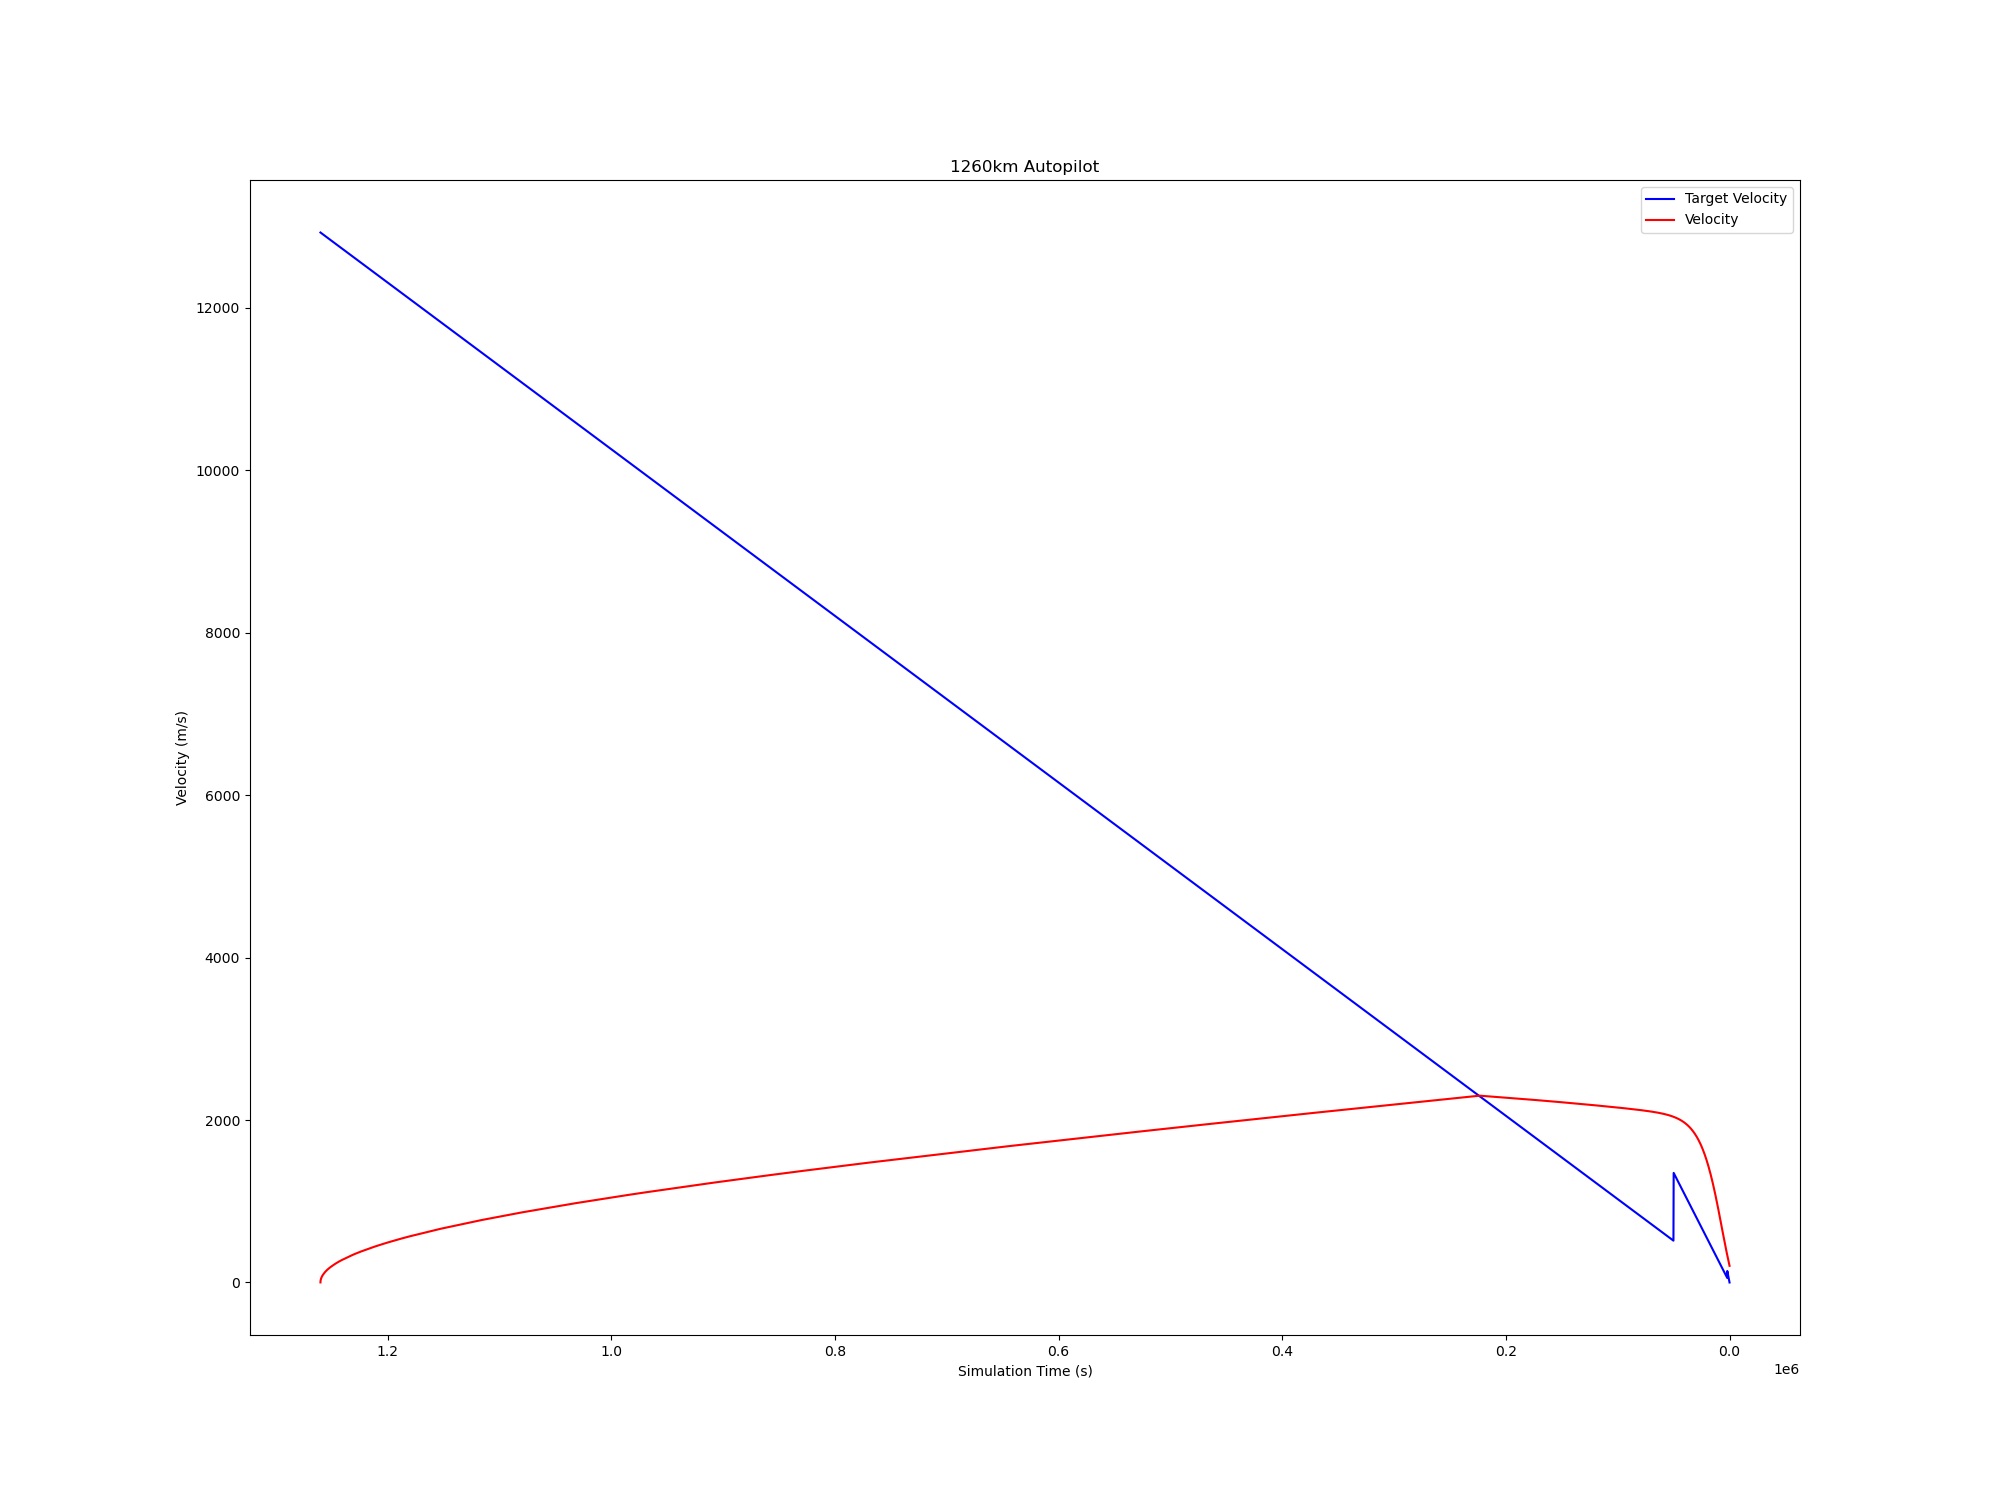 1260km Autopilot
Target Velocity
Velocity
12000
10000
8000
6000
4000
2000
0
Velocity (m/s)
1.2 1.0 0.8 0.6 0.4 0.2 0.0
1e6
Simulation Time (s)